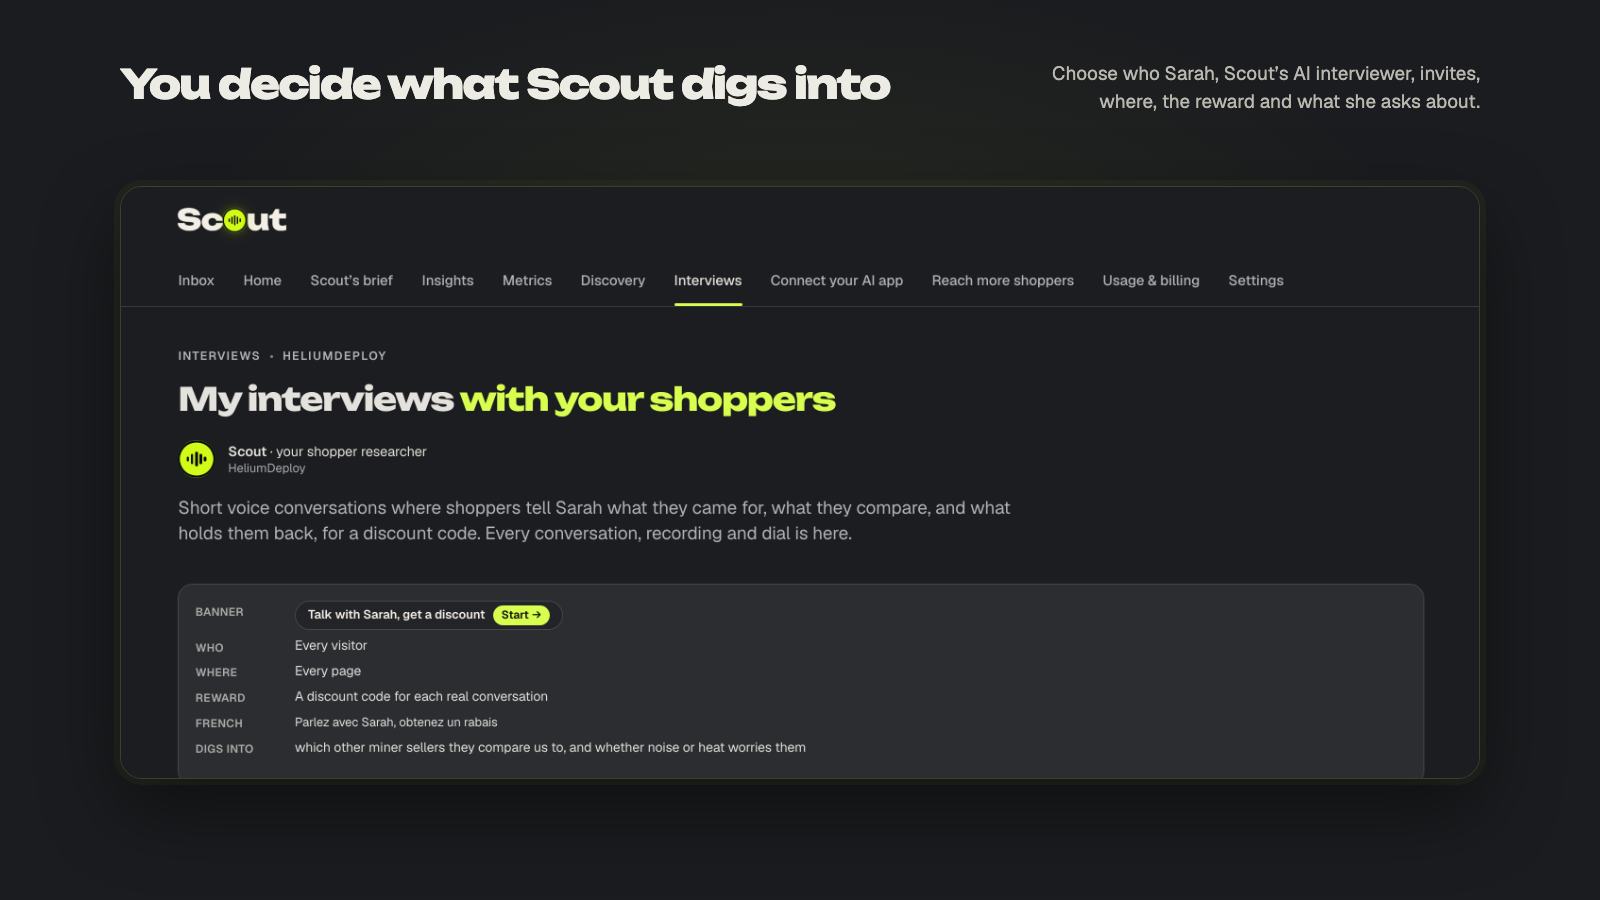 You decide what Scout digs into
Choose who Sarah, Scout's AI interviewer, invites,
where, the reward and what she asks about.
Scout
Inbox Home Scout's brief Insights Metrics Discovery Interviews Connect your AI app Reach more shoppers Usage & billing Settings
INTERVIEWS • HELIUMDEPLOY
My interviews with your shoppers
Scout · your shopper researcher
HeliumDeploy
Short voice conversations where shoppers tell Sarah what they came for, what they compare, and what
holds them back, for a discount code. Every conversation, recording and dial is here.
BANNER Talk with Sarah, get a discount Start →
WHO Every visitor
WHERE Every page
REWARD A discount code for each real conversation
FRENCH Parlez avec Sarah, obtenez un rabais
DIGS INTO which other miner sellers they compare us to, and whether noise or heat worries them